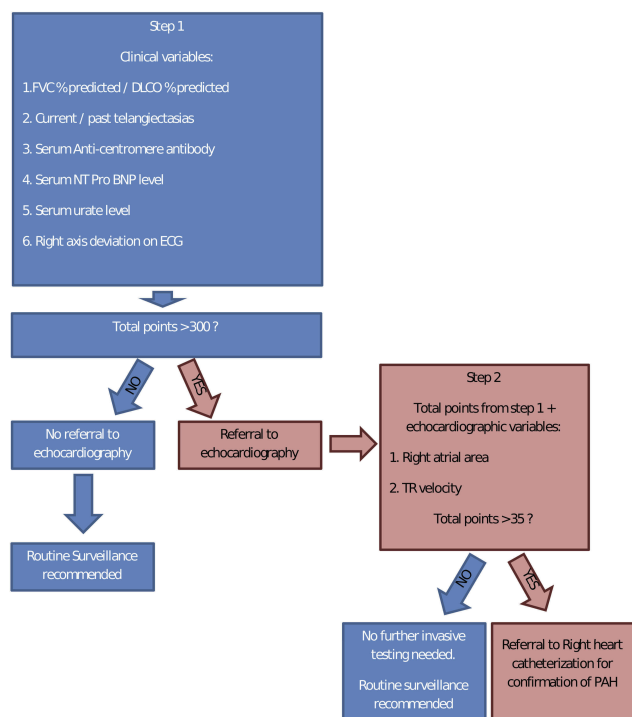 Step 1
Clinical variables:
1.FVC % predicted / DLCO % predicted
2. Current / past telangiectasias
3. Serum Anti-centromere antibody
4. Serum NT Pro BNP level
5. Serum urate level
6. Right axis deviation on ECG
Total points >300 ?
NO
YES
No referral to
echocardiography
Referral to
echocardiography
Routine Surveillance
recommended
Step 2
Total points from step 1 +
echocardiographic variables:
1. Right atrial area
2. TR velocity
Total points >35 ?
NO
YES
No further invasive
testing needed.
Routine surveillance
recommended
Referral to Right heart
catheterization for
confirmation of PAH